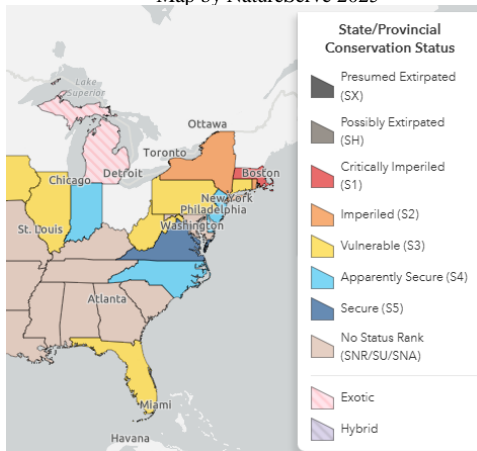 Map by NatureServe 2025
Lake
Superior
Ottawa
Toronto
Boston
Detroit
Chicago
New York
Philadelphia
St. Louis
Washington
Atlanta
Miami
Havana
State/Provincial
Conservation Status
Presumed Extirpated
(SX)
Possibly Extirpated
(SH)
Critically Imperiled
(S1)
Imperiled (S2)
Vulnerable (S3)
Apparently Secure (S4)
Secure (S5)
No Status Rank
(SNR/SU/SNA)
Exotic
Hybrid